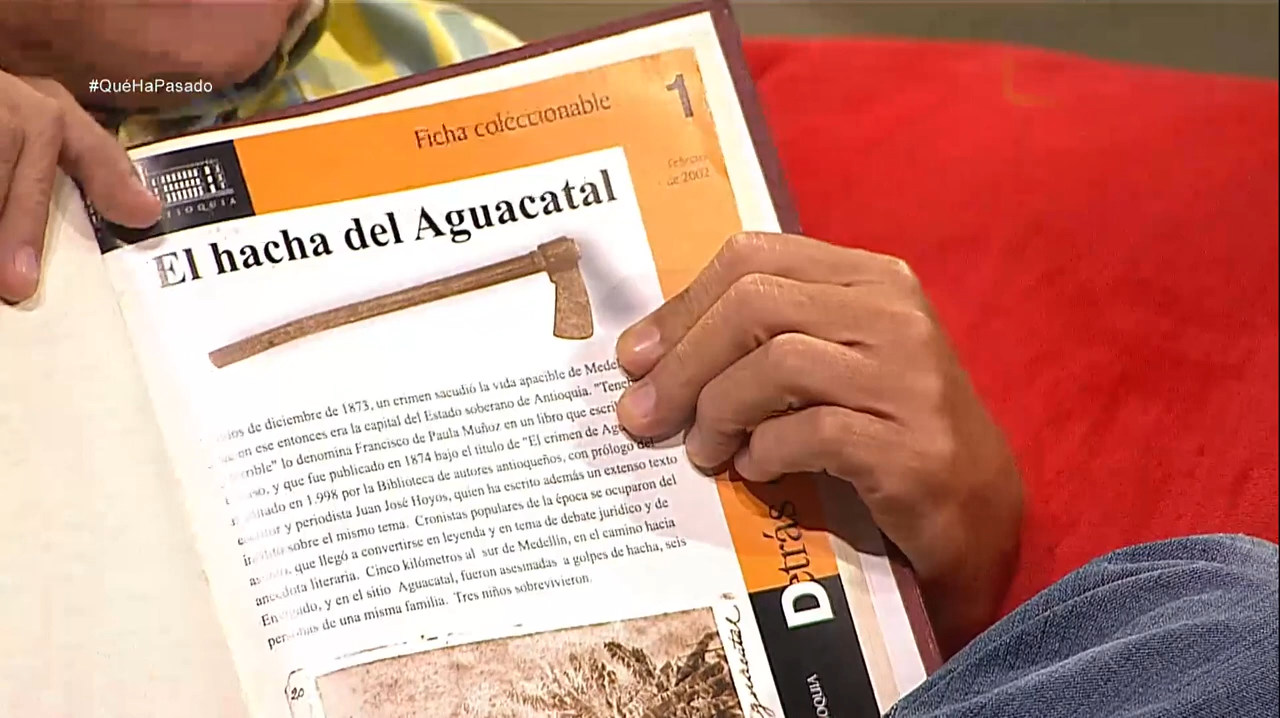 #QuéHaPasado
Ficha coleccionable
1
de 2002
El hacha del Aguacatal
de diciembre de 1873, un crimen sacudió la vida apacible de
en ese entonces era la capital del Estado soberano de Antioquia.
lo denomina Francisco de Paula Muñoz en un libro que
y que fue publicado en 1874 bajo el título de "El crimen de
en 1.998 por la Biblioteca de autores antioqueños, con prólogo del
y periodista Juan José Hoyos, quien ha escrito además un extenso texto
sobre el mismo tema. Cronistas populares de la época se ocuparon del
que llegó a convertirse en leyenda y en tema de debate jurídico y de
anécdota literaria. Cinco kilómetros al sur de Medellín, en el camino hacia
y en el sitio Aguacatal, fueron asesinadas a golpes de hacha, seis
personas de una misma familia. Tres niños sobrevivieron.
20
Detrás